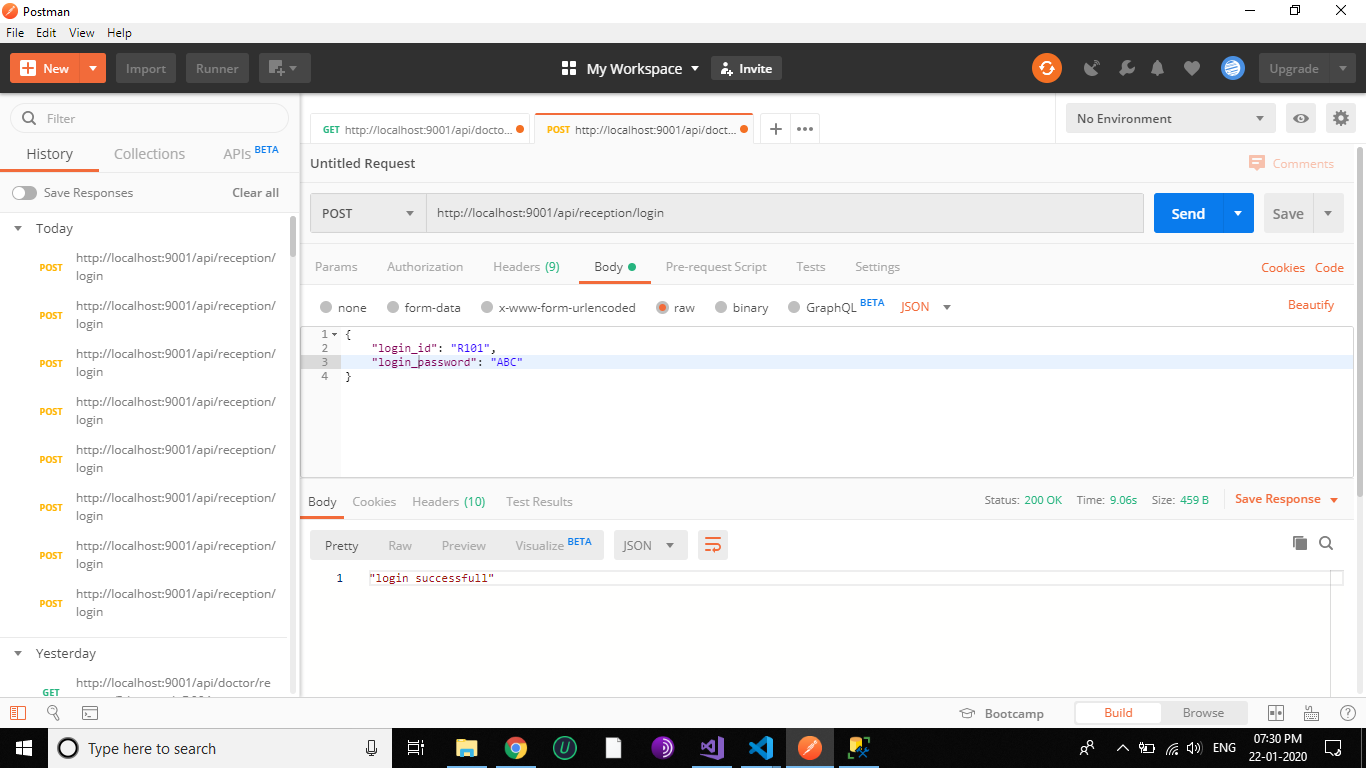 Postman
File Edit View Help
New Import Runner My Workspace Invite Upgrade
Filter
History Collections APIs BETA
Save Responses Clear all
Today
POST http://localhost:9001/api/reception/
login
POST http://localhost:9001/api/reception/
login
POST http://localhost:9001/api/reception/
login
POST http://localhost:9001/api/reception/
login
POST http://localhost:9001/api/reception/
login
POST http://localhost:9001/api/reception/
login
POST http://localhost:9001/api/reception/
login
POST http://localhost:9001/api/reception/
login
Yesterday
GET http://localhost:9001/api/doctor/re
GET http://localhost:9001/api/docto... POST http://localhost:9001/api/doct... No Environment
Untitled Request Comments
POST http://localhost:9001/api/reception/login Send Save
Params Authorization Headers (9) Body Pre-request Script Tests Settings Cookies Code
none form-data x-www-form-urlencoded raw binary GraphQL BETA JSON Beautify
1 {
2 "login_id": "R101",
3 "login_password": "ABC"
4 }
Body Cookies Headers (10) Test Results Status: 200 OK Time: 9.06s Size: 459 B Save Response
Pretty Raw Preview Visualize BETA JSON
1 "login successfull"
Bootcamp Build Browse
Type here to search ENG 07:30 PM
22-01-2020